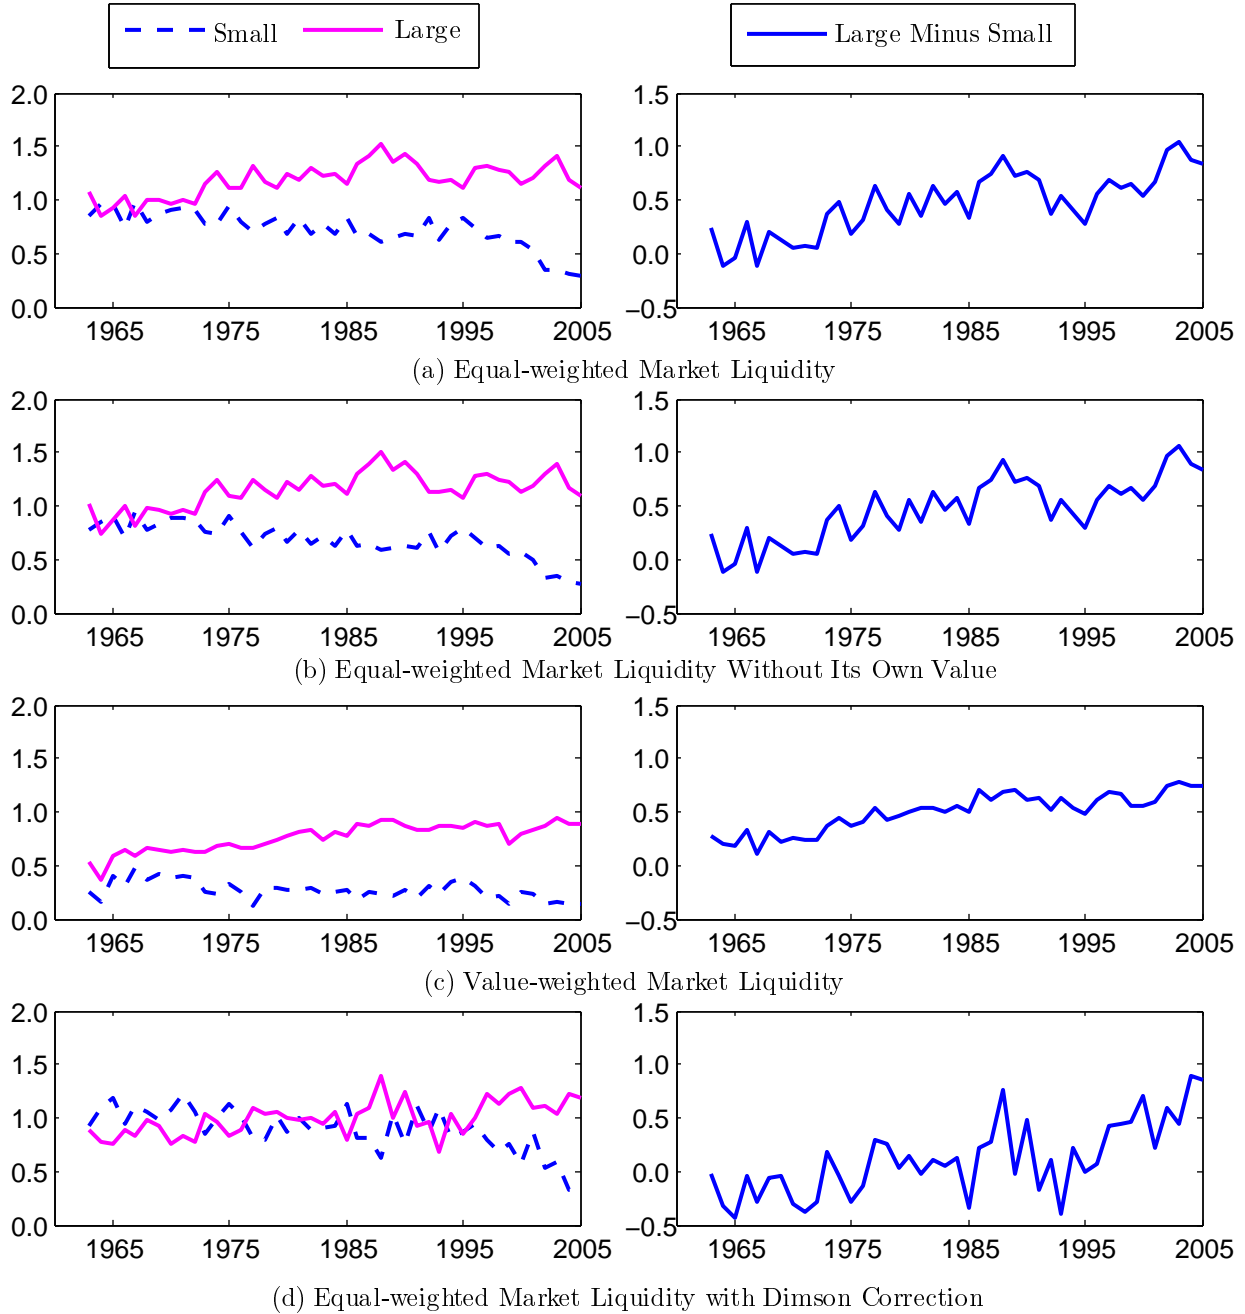 Small Large
Large Minus Small
2.0
1.5
1.0
0.5
0.0
1965 1975 1985 1995 2005
1.5
1.0
0.5
0.0
−0.5
1965 1975 1985 1995 2005
(a) Equal-weighted Market Liquidity
2.0
1.5
1.0
0.5
0.0
1965 1975 1985 1995 2005
1.5
1.0
0.5
0.0
−0.5
1965 1975 1985 1995 2005
(b) Equal-weighted Market Liquidity Without Its Own Value
2.0
1.5
1.0
0.5
0.0
1965 1975 1985 1995 2005
1.5
1.0
0.5
0.0
−0.5
1965 1975 1985 1995 2005
(c) Value-weighted Market Liquidity
2.0
1.5
1.0
0.5
0.0
1965 1975 1985 1995 2005
1.5
1.0
0.5
0.0
−0.5
1965 1975 1985 1995 2005
(d) Equal-weighted Market Liquidity with Dimson Correction